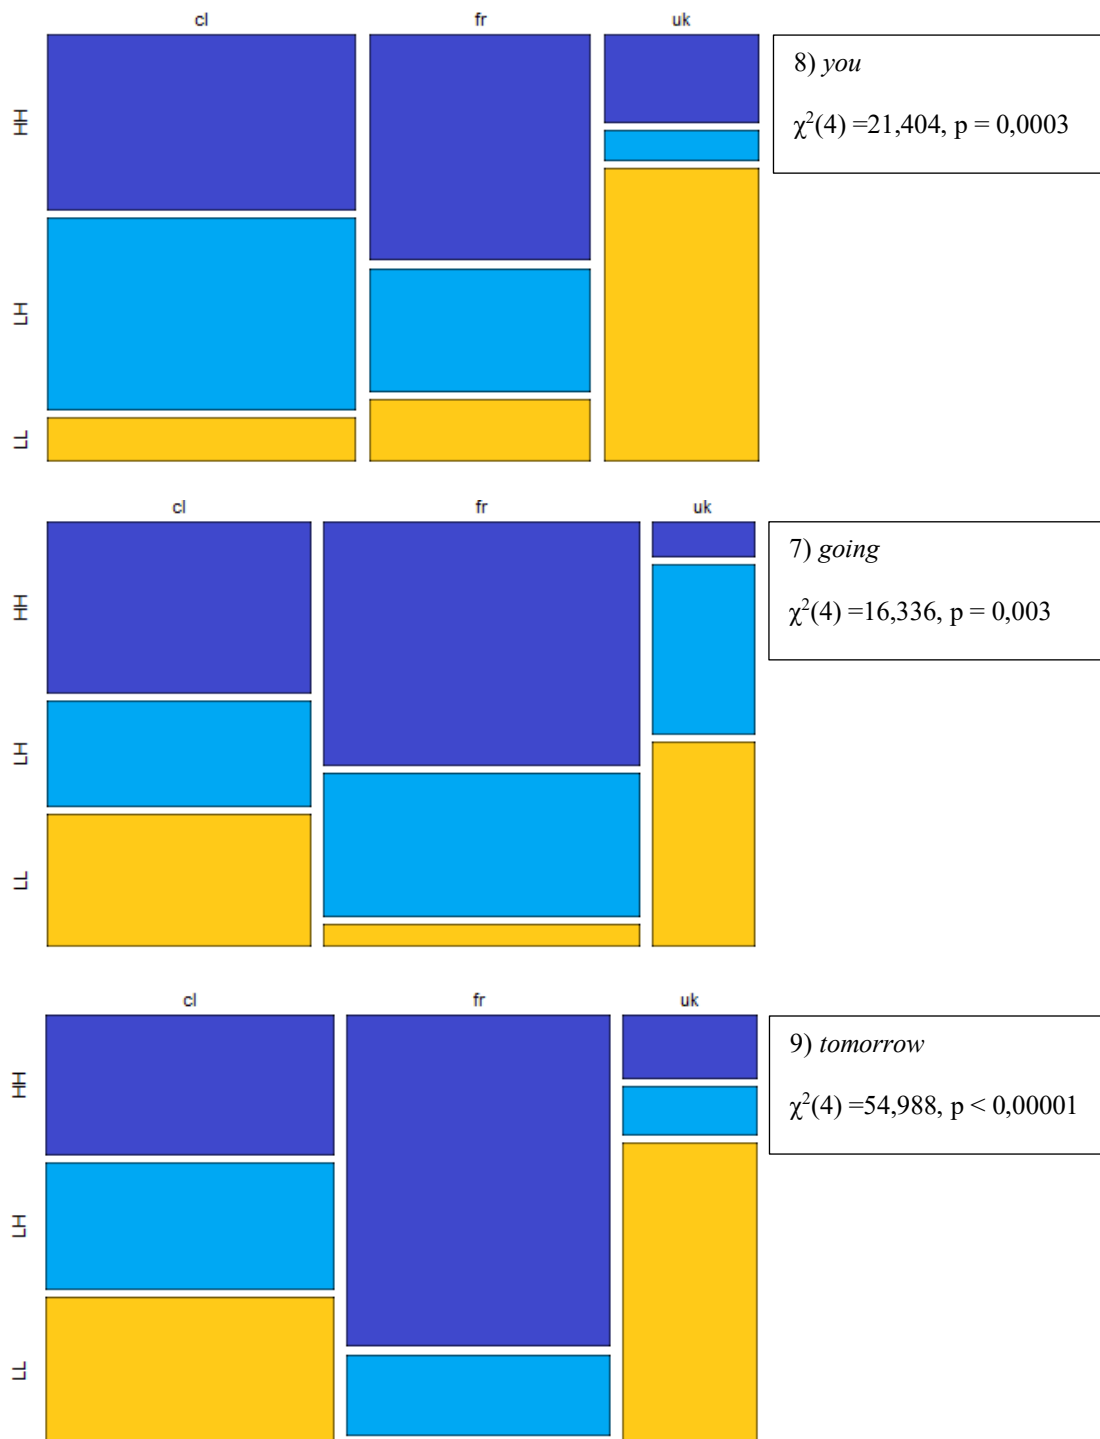 cl fr uk
HH
LH
LL
8) you
χ²(4) =21,404, p = 0,0003
cl fr uk
HH
LH
LL
7) going
χ²(4) =16,336, p = 0,003
cl fr uk
HH
LH
LL
9) tomorrow
χ²(4) =54,988, p < 0,00001